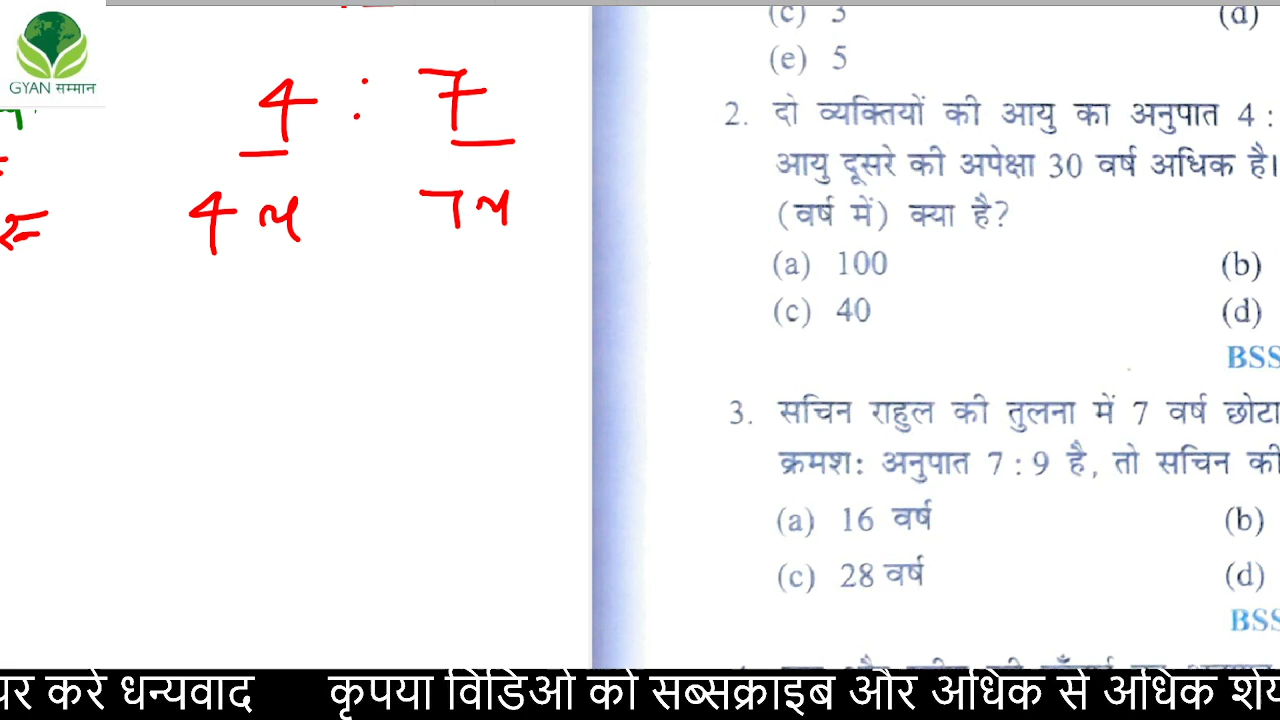 GYAN सम्मान
4 : 7
4x 7x
(c) 3 (d)
(e) 5
2. दो व्यक्तियों की आयु का अनुपात 4 :
आयु दूसरे की अपेक्षा 30 वर्ष अधिक है।
(वर्ष में) क्या है?
(a) 100 (b)
(c) 40 (d)
BSS
3. सचिन राहुल की तुलना में 7 वर्ष छोटा
क्रमश: अनुपात 7 : 9 है, तो सचिन की
(a) 16 वर्ष (b)
(c) 28 वर्ष (d)
BSS
करे धन्यवाद कृपया विडिओ को सब्सक्राइब और अधिक से अधिक